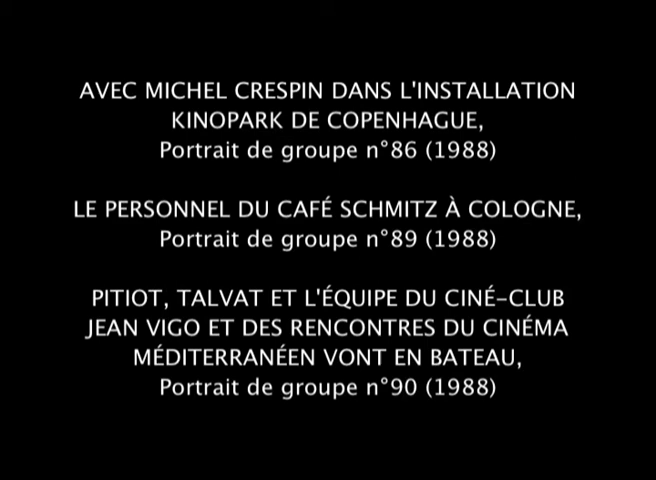 AVEC MICHEL CRESPIN DANS L'INSTALLATION
KINOPARK DE COPENHAGUE,
Portrait de groupe n°86 (1988)
LE PERSONNEL DU CAFÉ SCHMITZ À COLOGNE,
Portrait de groupe n°89 (1988)
PITIOT, TALVAT ET L'ÉQUIPE DU CINÉ-CLUB
JEAN VIGO ET DES RENCONTRES DU CINÉMA
MÉDITERRANÉEN VONT EN BATEAU,
Portrait de groupe n°90 (1988)